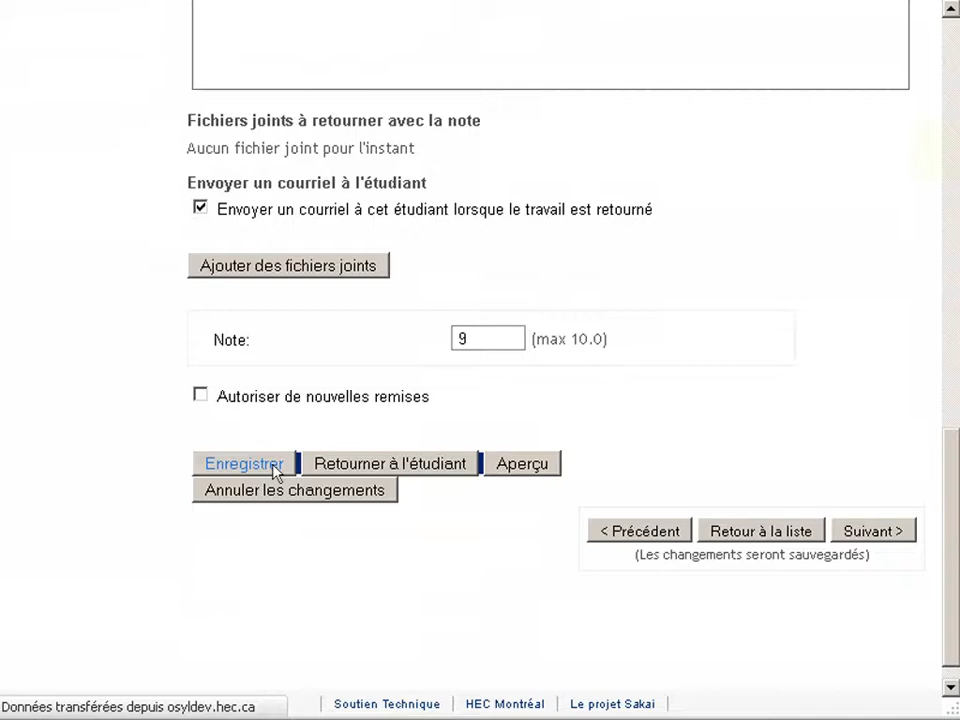 Fichiers joints à retourner avec la note
Aucun fichier joint pour l'instant
Envoyer un courriel à l'étudiant
Envoyer un courriel à cet étudiant lorsque le travail est retourné
Ajouter des fichiers joints
Note: 9 (max 10.0)
Autoriser de nouvelles remises
Enregistrer Retourner à l'étudiant Aperçu
Annuler les changements
< Précédent Retour à la liste Suivant >
(Les changements seront sauvegardés)
Données transférées depuis osyldev.hec.ca Soutien Technique HEC Montréal Le projet Sakai